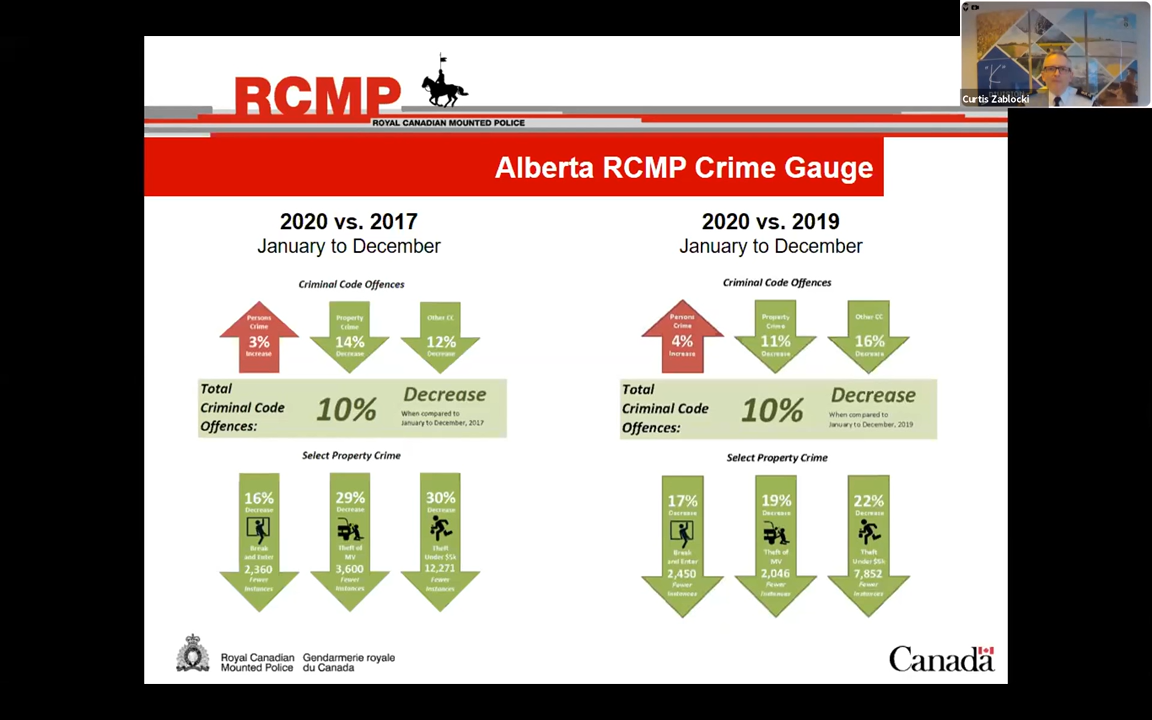 RCMP
ROYAL CANADIAN MOUNTED POLICE
"K"
Curtis Zablocki
Alberta RCMP Crime Gauge
2020 vs. 2017
January to December
Criminal Code Offences
Persons
Crime
3%
Increase
Property
Crime
14%
Decrease
Other CC
12%
Decrease
Total
Criminal Code
Offences:
10%
Decrease
When compared to
January to December, 2017
Select Property Crime
16%
Decrease
Break
and Enter
2,360
Fewer
Instances
29%
Decrease
Theft of
MV
3,600
Fewer
Instances
30%
Decrease
Theft
Under $5k
12,271
Fewer
Instances
2020 vs. 2019
January to December
Criminal Code Offences
Persons
Crime
4%
Increase
Property
Crime
11%
Decrease
Other CC
16%
Decrease
Total
Criminal Code
Offences:
10%
Decrease
When compared to
January to December, 2019
Select Property Crime
17%
Decrease
Break
and Enter
2,450
Fewer
Instances
19%
Decrease
Theft of
MV
2,046
Fewer
Instances
22%
Decrease
Theft
Under $5k
7,852
Fewer
Instances
Royal Canadian Gendarmerie royale
Mounted Police du Canada
Canada